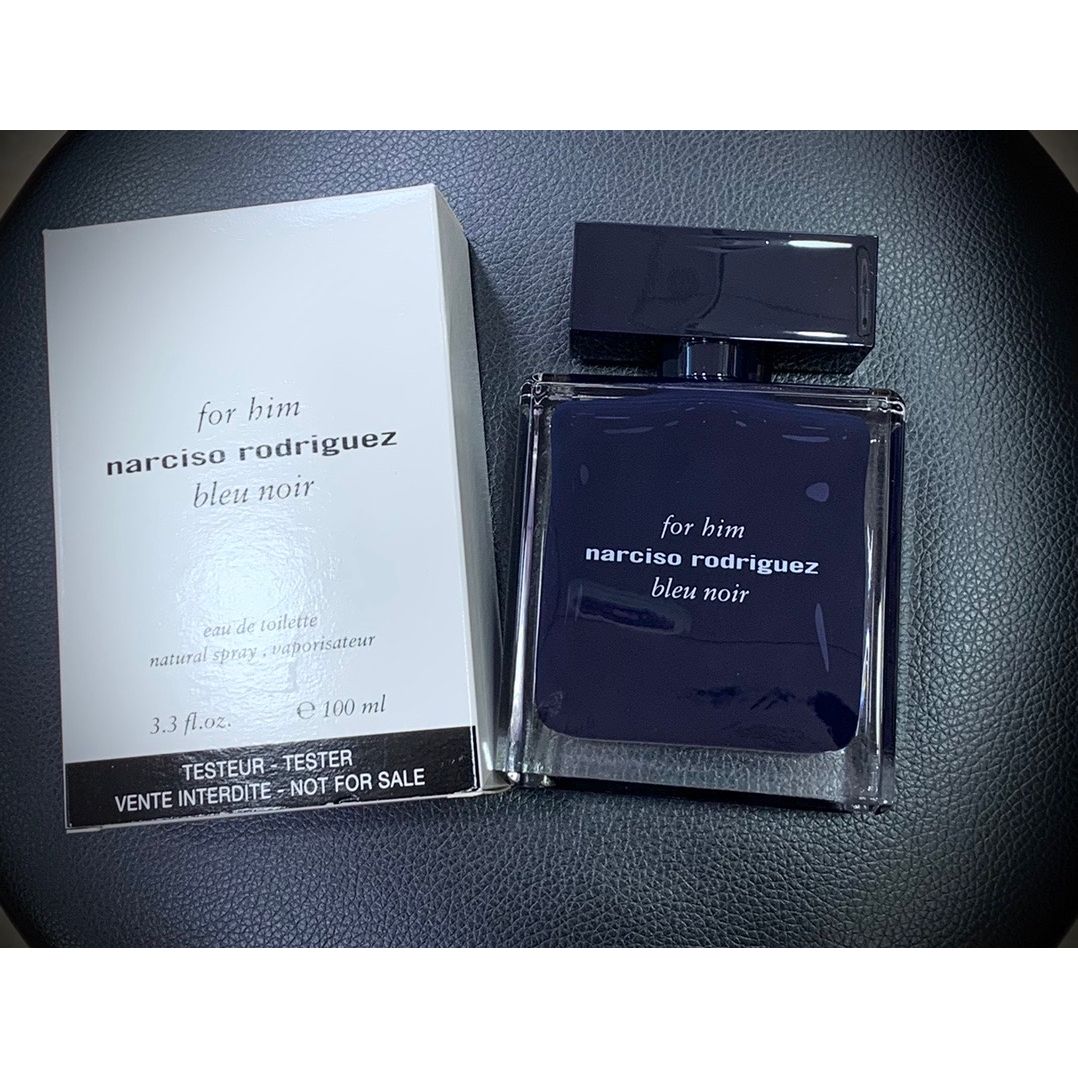 for him
narciso rodriguez
bleu noir
eau de toilette
natural spray . vaporisateur
3.3 fl.oz. ℮ 100 ml
TESTEUR - TESTER
VENTE INTERDITE - NOT FOR SALE
for him
narciso rodriguez
bleu noir